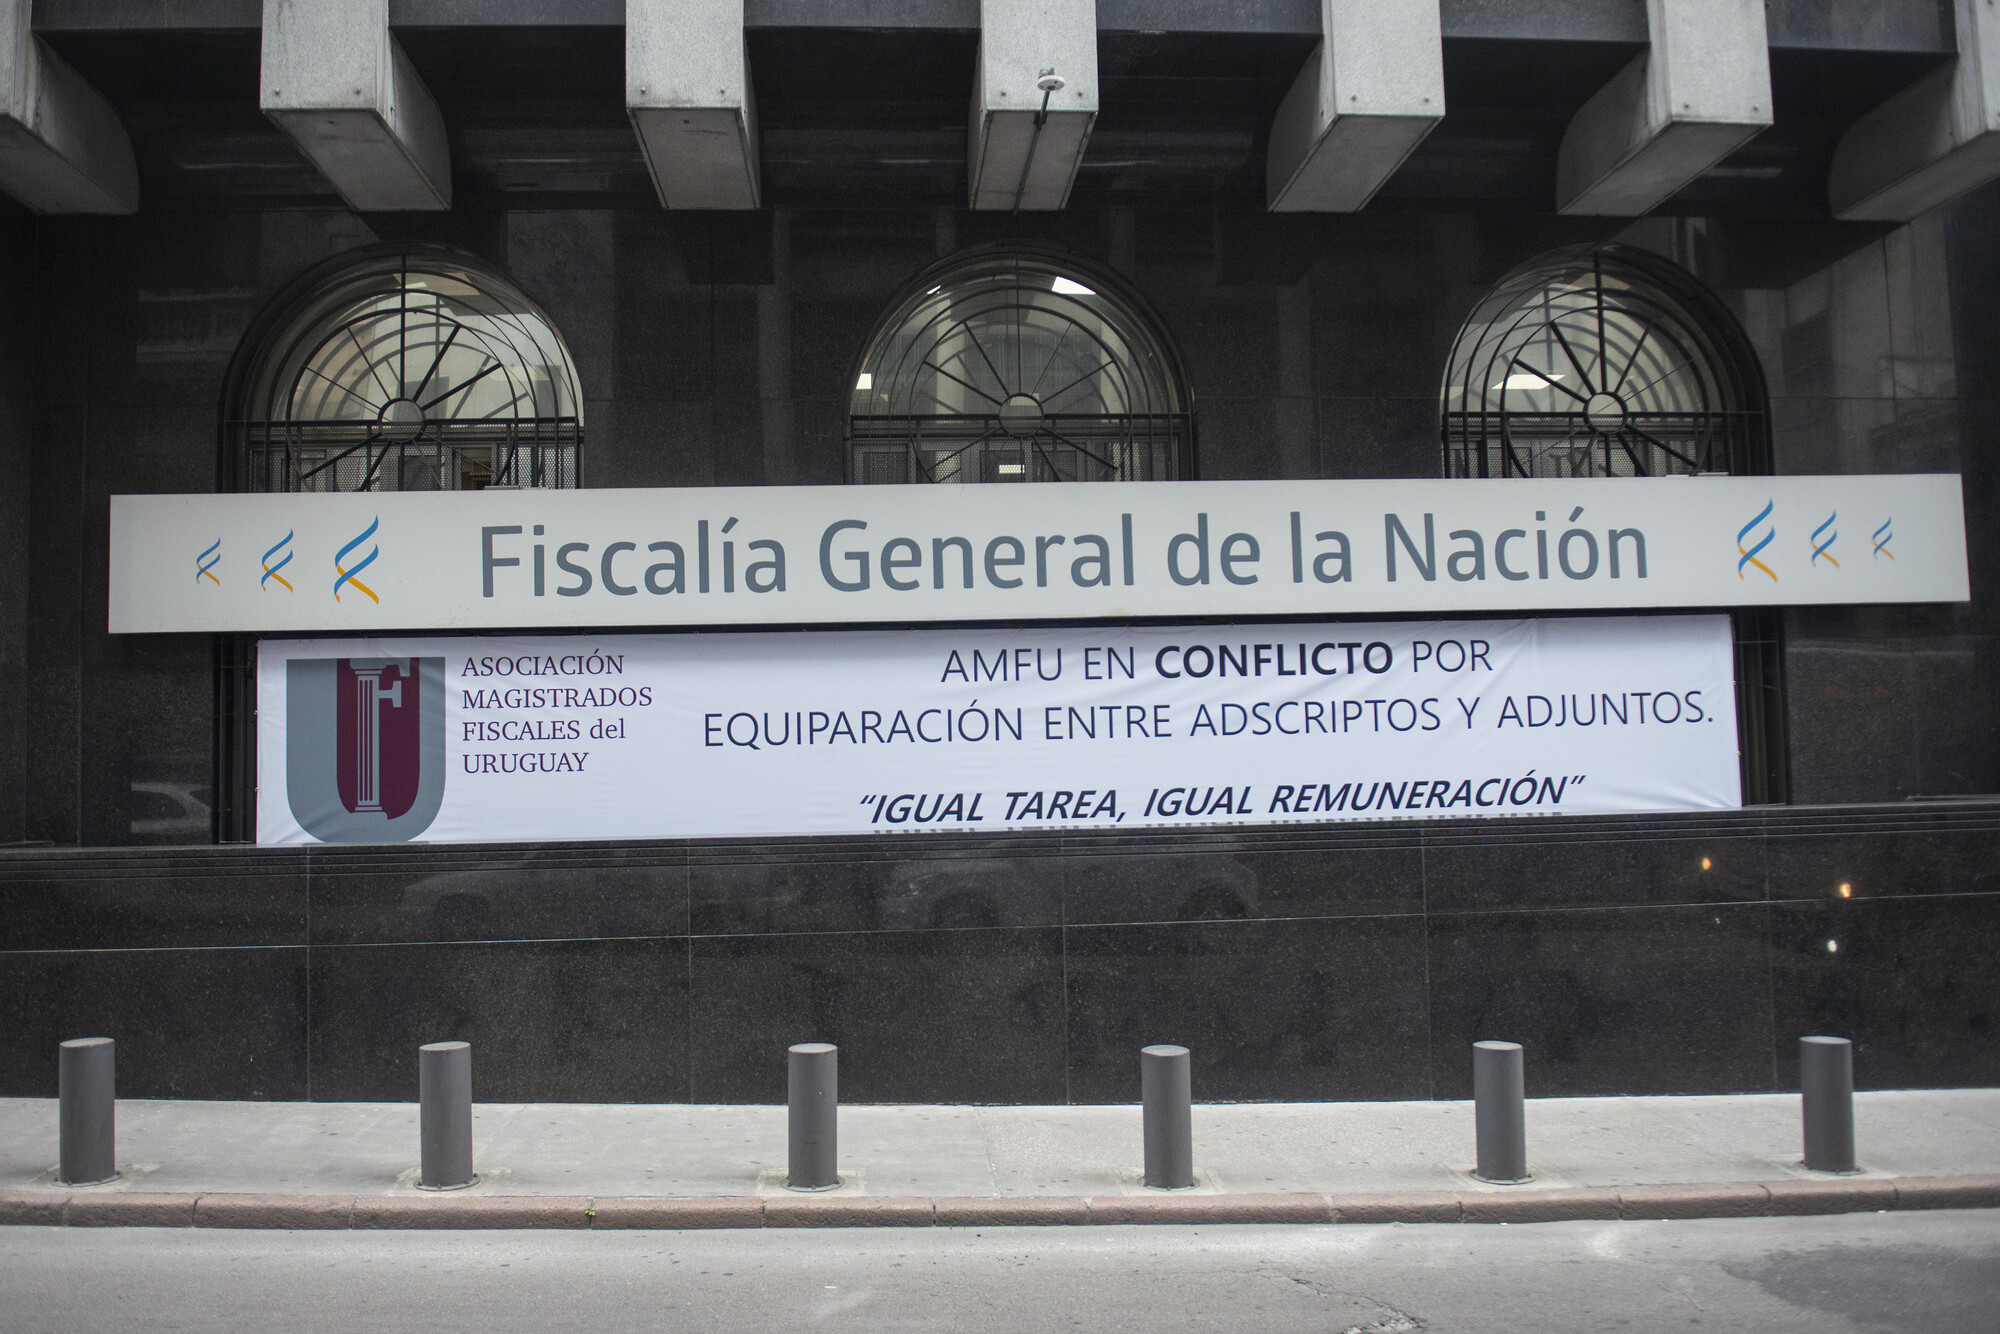 Fiscalía General de la Nación
ASOCIACIÓN
MAGISTRADOS
FISCALES del
URUGUAY
AMFU EN CONFLICTO POR
EQUIPARACIÓN ENTRE ADSCRIPTOS Y ADJUNTOS.
“IGUAL TAREA, IGUAL REMUNERACIÓN”